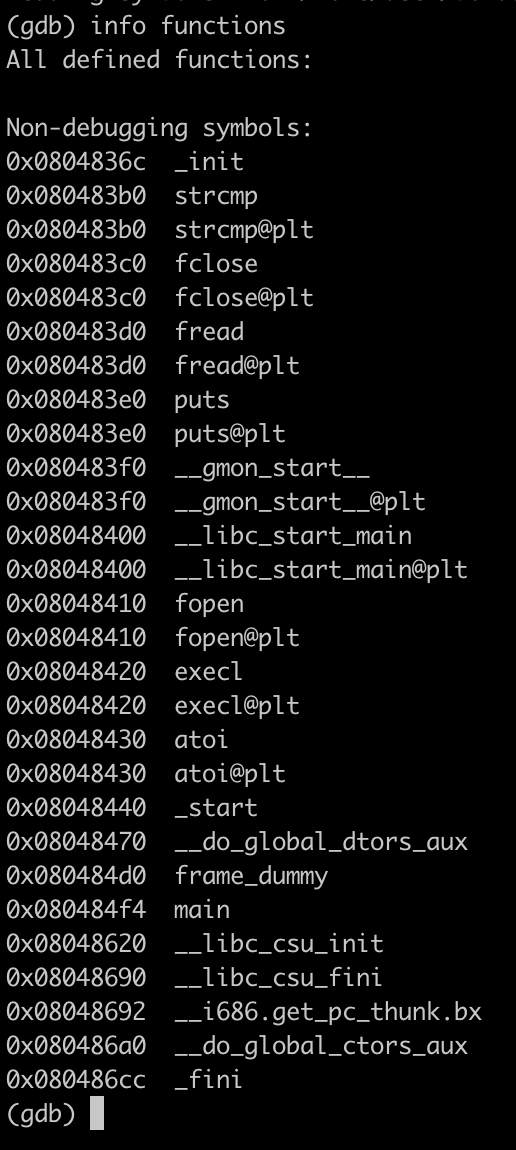 (gdb) info functions
All defined functions:
Non-debugging symbols:
0x0804836c  _init
0x080483b0  strcmp
0x080483b0  strcmp@plt
0x080483c0  fclose
0x080483c0  fclose@plt
0x080483d0  fread
0x080483d0  fread@plt
0x080483e0  puts
0x080483e0  puts@plt
0x080483f0  __gmon_start__
0x080483f0  __gmon_start__@plt
0x08048400  __libc_start_main
0x08048400  __libc_start_main@plt
0x08048410  fopen
0x08048410  fopen@plt
0x08048420  execl
0x08048420  execl@plt
0x08048430  atoi
0x08048430  atoi@plt
0x08048440  _start
0x08048470  __do_global_dtors_aux
0x080484d0  frame_dummy
0x080484f4  main
0x08048620  __libc_csu_init
0x08048690  __libc_csu_fini
0x08048692  __i686.get_pc_thunk.bx
0x080486a0  __do_global_ctors_aux
0x080486cc  _fini
(gdb)